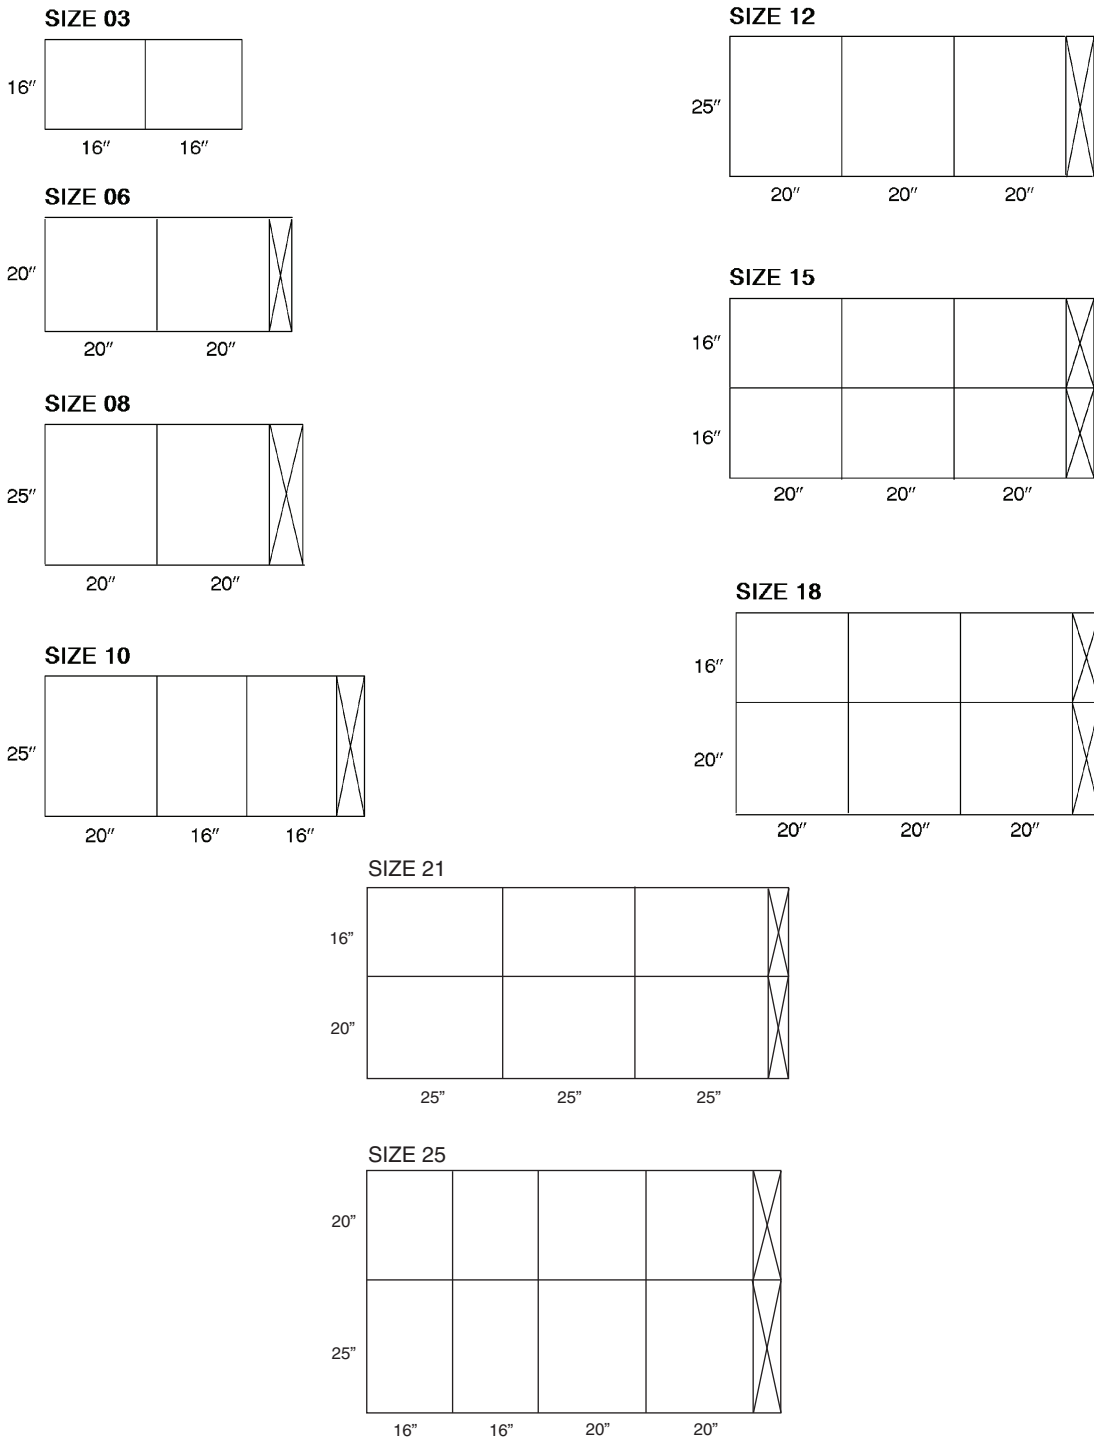 SIZE 03
16″
16″ 16″
SIZE 06
20″
20″ 20″
SIZE 08
25″
20″ 20″
SIZE 10
25″
20″ 16″ 16″
SIZE 12
25″
20″ 20″ 20″
SIZE 15
16″
16″
20″ 20″ 20″
SIZE 18
16″
20″
20″ 20″ 20″
SIZE 21
16”
20”
25” 25” 25”
SIZE 25
20”
25”
16” 16” 20” 20”